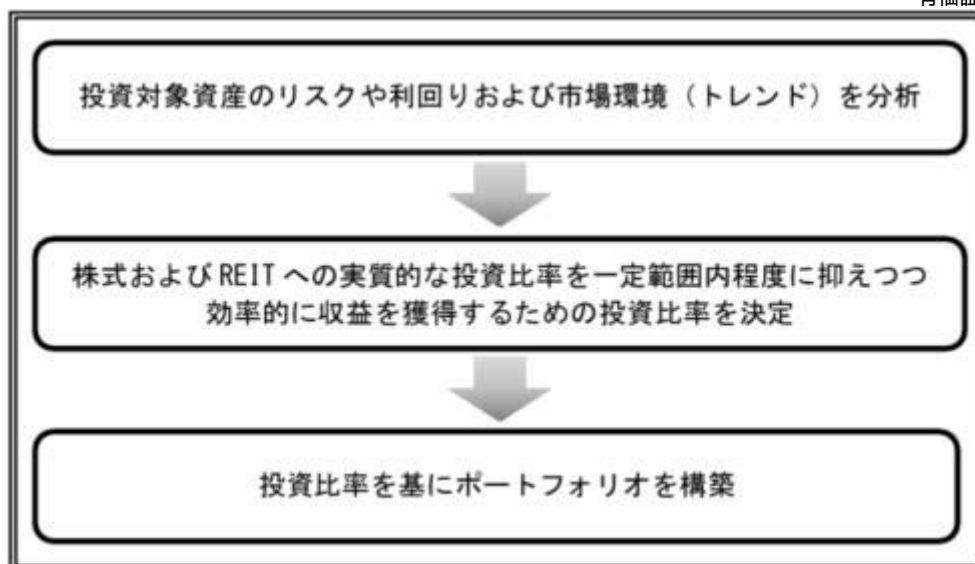 投資対象資産のリスクや利回りおよび市場環境（トレンド）を分析
株式および REIT への実質的な投資比率を一定範囲内程度に抑えつつ
効率的に収益を獲得するための投資比率を決定
投資比率を基にポートフォリオを構築